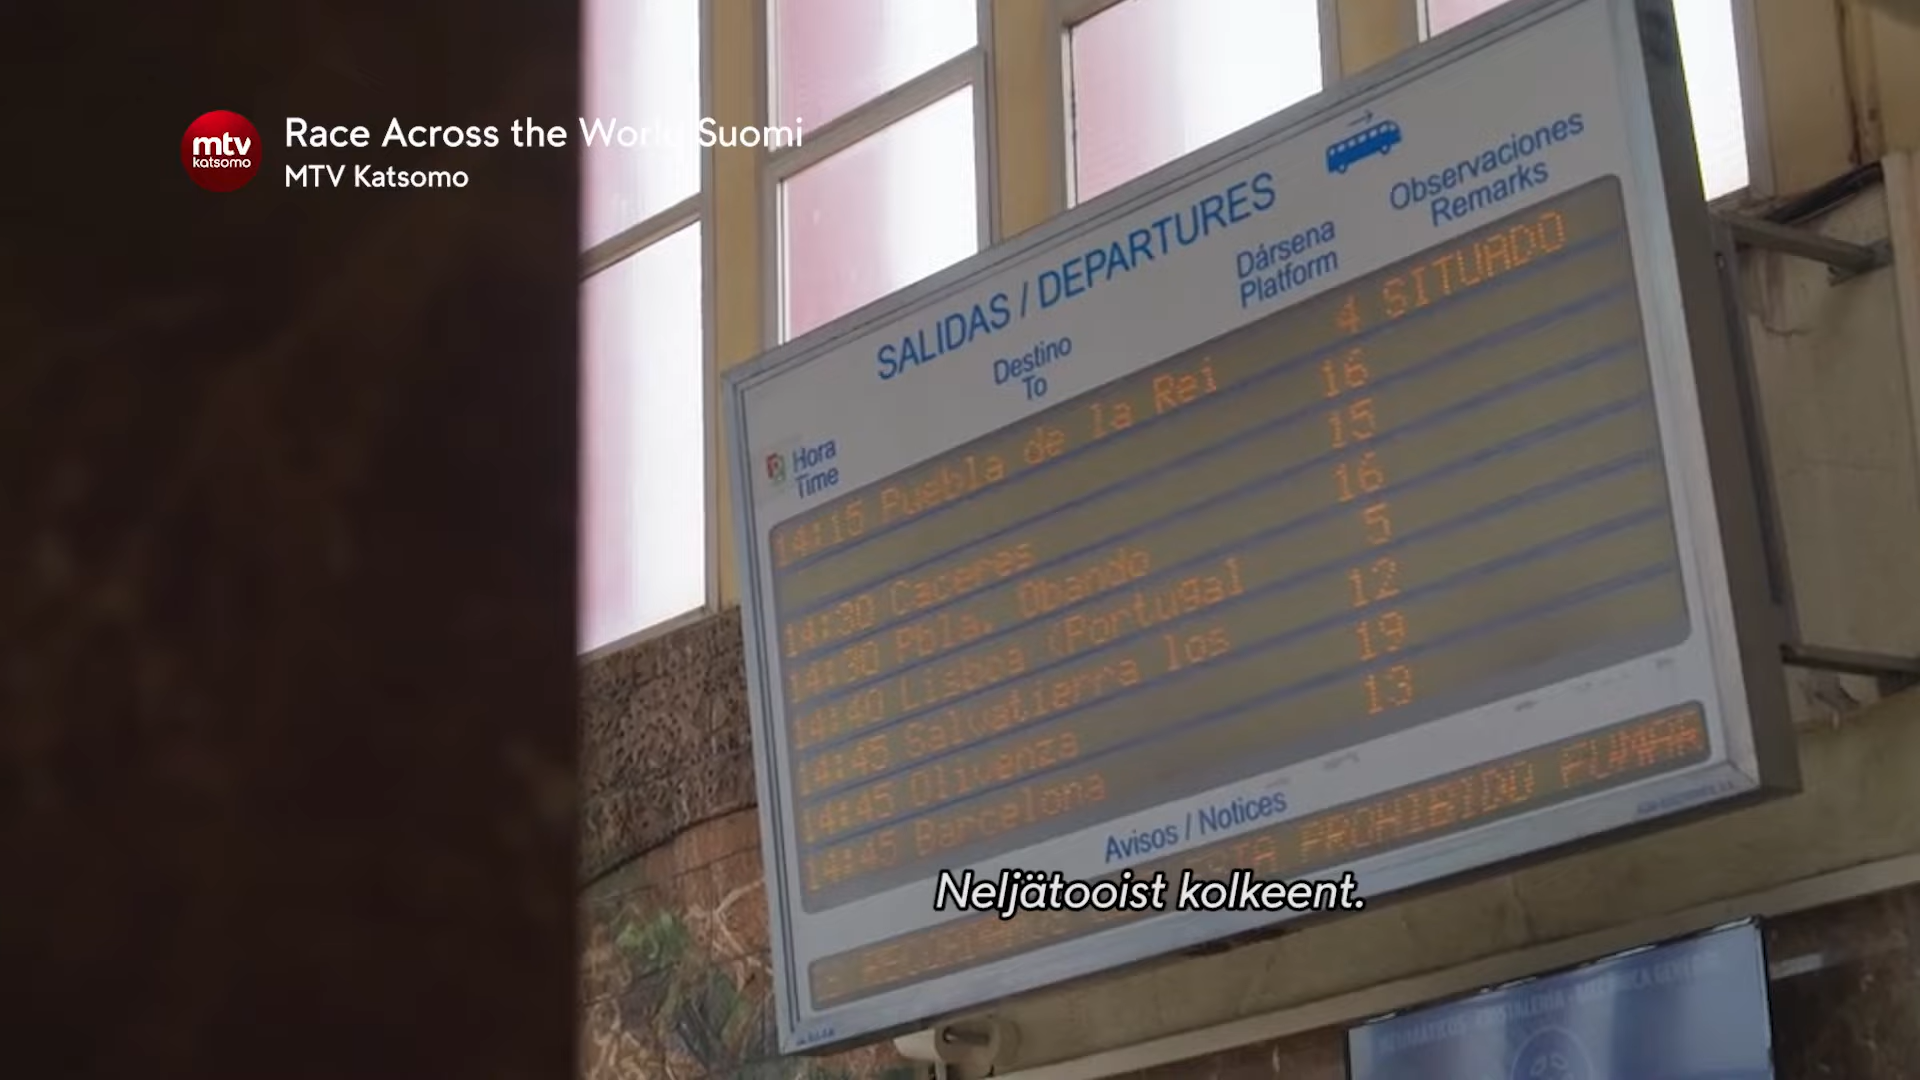 mtv
katsomo
Race Across the World Suomi
MTV Katsomo
SALIDAS / DEPARTURES
Observaciones
Remarks
Dársena
Platform
Destino
To
Hora
Time
14:15 Puebla de la Rei 4 SITUADO
14:30 Caceres 16
14:30 Pbla. Obando 15
14:40 Lisboa (Portugal 16
14:45 Salvatierra los 5
14:45 Olivenza 12
14:45 Barcelona 19
13
Avisos / Notices
PROHIBIDO FUMAR
Neljätooist kolkeent.